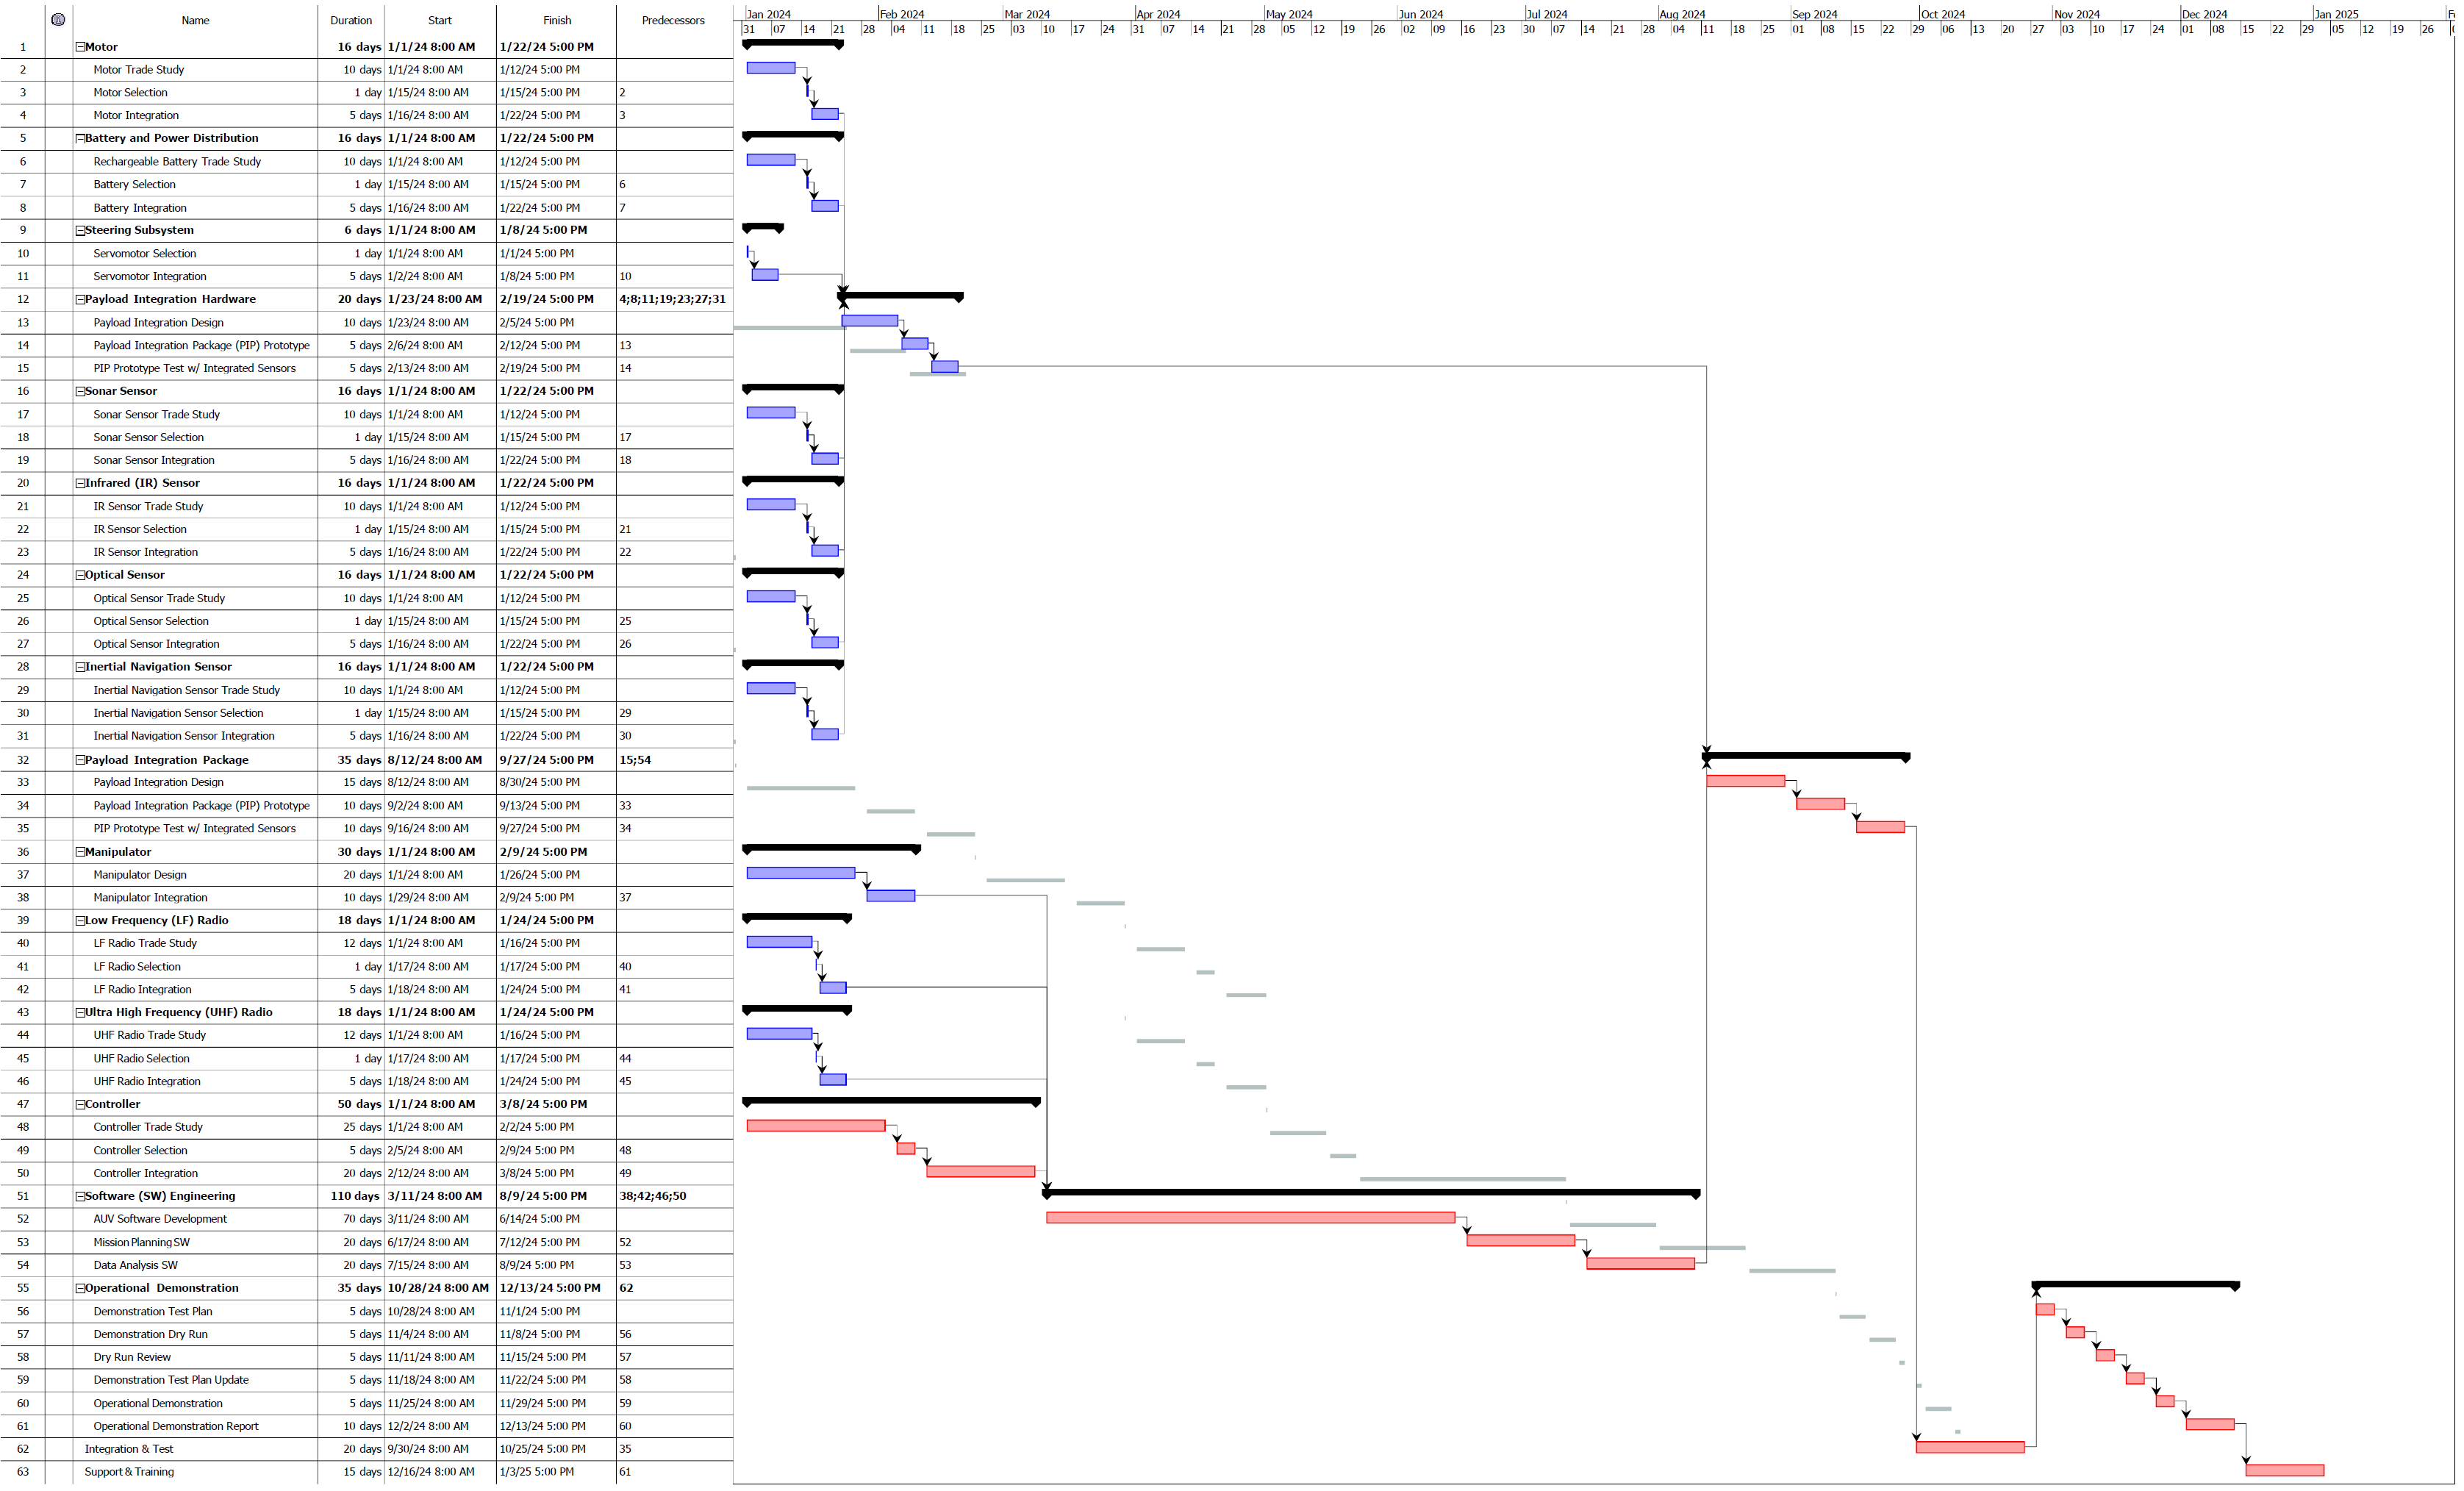 Name Duration Start Finish Predecessors
Jan 2024 Feb 2024 Mar 2024 Apr 2024 May 2024 Jun 2024 Jul 2024 Aug 2024 Sep 2024 Oct 2024 Nov 2024 Dec 2024 Jan 2025
31 07 14 21 28 04 11 18 25 03 10 17 24 31 07 14 21 28 05 12 19 26 02 09 16 23 30 07 14 21 28 04 11 18 25 01 08 15 22 29 06 13 20 27 03 10 17 24 01 08 15 22 29 05 12 19 26
1 Motor 16 days 1/1/24 8:00 AM 1/22/24 5:00 PM
2 Motor Trade Study 10 days 1/1/24 8:00 AM 1/12/24 5:00 PM
3 Motor Selection 1 day 1/15/24 8:00 AM 1/15/24 5:00 PM 2
4 Motor Integration 5 days 1/16/24 8:00 AM 1/22/24 5:00 PM 3
5 Battery and Power Distribution 16 days 1/1/24 8:00 AM 1/22/24 5:00 PM
6 Rechargeable Battery Trade Study 10 days 1/1/24 8:00 AM 1/12/24 5:00 PM
7 Battery Selection 1 day 1/15/24 8:00 AM 1/15/24 5:00 PM 6
8 Battery Integration 5 days 1/16/24 8:00 AM 1/22/24 5:00 PM 7
9 Steering Subsystem 6 days 1/1/24 8:00 AM 1/8/24 5:00 PM
10 Servomotor Selection 1 day 1/1/24 8:00 AM 1/1/24 5:00 PM
11 Servomotor Integration 5 days 1/2/24 8:00 AM 1/8/24 5:00 PM 10
12 Payload Integration Hardware 20 days 1/23/24 8:00 AM 2/19/24 5:00 PM 4;8;11;19;23;27;31
13 Payload Integration Design 10 days 1/23/24 8:00 AM 2/5/24 5:00 PM
14 Payload Integration Package (PIP) Prototype 5 days 2/6/24 8:00 AM 2/12/24 5:00 PM 13
15 PIP Prototype Test w/ Integrated Sensors 5 days 2/13/24 8:00 AM 2/19/24 5:00 PM 14
16 Sonar Sensor 16 days 1/1/24 8:00 AM 1/22/24 5:00 PM
17 Sonar Sensor Trade Study 10 days 1/1/24 8:00 AM 1/12/24 5:00 PM
18 Sonar Sensor Selection 1 day 1/15/24 8:00 AM 1/15/24 5:00 PM 17
19 Sonar Sensor Integration 5 days 1/16/24 8:00 AM 1/22/24 5:00 PM 18
20 Infrared (IR) Sensor 16 days 1/1/24 8:00 AM 1/22/24 5:00 PM
21 IR Sensor Trade Study 10 days 1/1/24 8:00 AM 1/12/24 5:00 PM
22 IR Sensor Selection 1 day 1/15/24 8:00 AM 1/15/24 5:00 PM 21
23 IR Sensor Integration 5 days 1/16/24 8:00 AM 1/22/24 5:00 PM 22
24 Optical Sensor 16 days 1/1/24 8:00 AM 1/22/24 5:00 PM
25 Optical Sensor Trade Study 10 days 1/1/24 8:00 AM 1/12/24 5:00 PM
26 Optical Sensor Selection 1 day 1/15/24 8:00 AM 1/15/24 5:00 PM 25
27 Optical Sensor Integration 5 days 1/16/24 8:00 AM 1/22/24 5:00 PM 26
28 Inertial Navigation Sensor 16 days 1/1/24 8:00 AM 1/22/24 5:00 PM
29 Inertial Navigation Sensor Trade Study 10 days 1/1/24 8:00 AM 1/12/24 5:00 PM
30 Inertial Navigation Sensor Selection 1 day 1/15/24 8:00 AM 1/15/24 5:00 PM 29
31 Inertial Navigation Sensor Integration 5 days 1/16/24 8:00 AM 1/22/24 5:00 PM 30
32 Payload Integration Package 35 days 8/12/24 8:00 AM 9/27/24 5:00 PM 15;54
33 Payload Integration Design 15 days 8/12/24 8:00 AM 8/30/24 5:00 PM
34 Payload Integration Package (PIP) Prototype 10 days 9/2/24 8:00 AM 9/13/24 5:00 PM 33
35 PIP Prototype Test w/ Integrated Sensors 10 days 9/16/24 8:00 AM 9/27/24 5:00 PM 34
36 Manipulator 30 days 1/1/24 8:00 AM 2/9/24 5:00 PM
37 Manipulator Design 20 days 1/1/24 8:00 AM 1/26/24 5:00 PM
38 Manipulator Integration 10 days 1/29/24 8:00 AM 2/9/24 5:00 PM 37
39 Low Frequency (LF) Radio 18 days 1/1/24 8:00 AM 1/24/24 5:00 PM
40 LF Radio Trade Study 12 days 1/1/24 8:00 AM 1/16/24 5:00 PM
41 LF Radio Selection 1 day 1/17/24 8:00 AM 1/17/24 5:00 PM 40
42 LF Radio Integration 5 days 1/18/24 8:00 AM 1/24/24 5:00 PM 41
43 Ultra High Frequency (UHF) Radio 18 days 1/1/24 8:00 AM 1/24/24 5:00 PM
44 UHF Radio Trade Study 12 days 1/1/24 8:00 AM 1/16/24 5:00 PM
45 UHF Radio Selection 1 day 1/17/24 8:00 AM 1/17/24 5:00 PM 44
46 UHF Radio Integration 5 days 1/18/24 8:00 AM 1/24/24 5:00 PM 45
47 Controller 50 days 1/1/24 8:00 AM 3/8/24 5:00 PM
48 Controller Trade Study 25 days 1/1/24 8:00 AM 2/2/24 5:00 PM
49 Controller Selection 5 days 2/5/24 8:00 AM 2/9/24 5:00 PM 48
50 Controller Integration 20 days 2/12/24 8:00 AM 3/8/24 5:00 PM 49
51 Software (SW) Engineering 110 days 3/11/24 8:00 AM 8/9/24 5:00 PM 38;42;46;50
52 AUV Software Development 70 days 3/11/24 8:00 AM 6/14/24 5:00 PM
53 Mission Planning SW 20 days 6/17/24 8:00 AM 7/12/24 5:00 PM 52
54 Data Analysis SW 20 days 7/15/24 8:00 AM 8/9/24 5:00 PM 53
55 Operational Demonstration 35 days 10/28/24 8:00 AM 12/13/24 5:00 PM 62
56 Demonstration Test Plan 5 days 10/28/24 8:00 AM 11/1/24 5:00 PM
57 Demonstration Dry Run 5 days 11/4/24 8:00 AM 11/8/24 5:00 PM 56
58 Dry Run Review 5 days 11/11/24 8:00 AM 11/15/24 5:00 PM 57
59 Demonstration Test Plan Update 5 days 11/18/24 8:00 AM 11/22/24 5:00 PM 58
60 Operational Demonstration 5 days 11/25/24 8:00 AM 11/29/24 5:00 PM 59
61 Operational Demonstration Report 10 days 12/2/24 8:00 AM 12/13/24 5:00 PM 60
62 Integration & Test 20 days 9/30/24 8:00 AM 10/25/24 5:00 PM 35
63 Support & Training 15 days 12/16/24 8:00 AM 1/3/25 5:00 PM 61